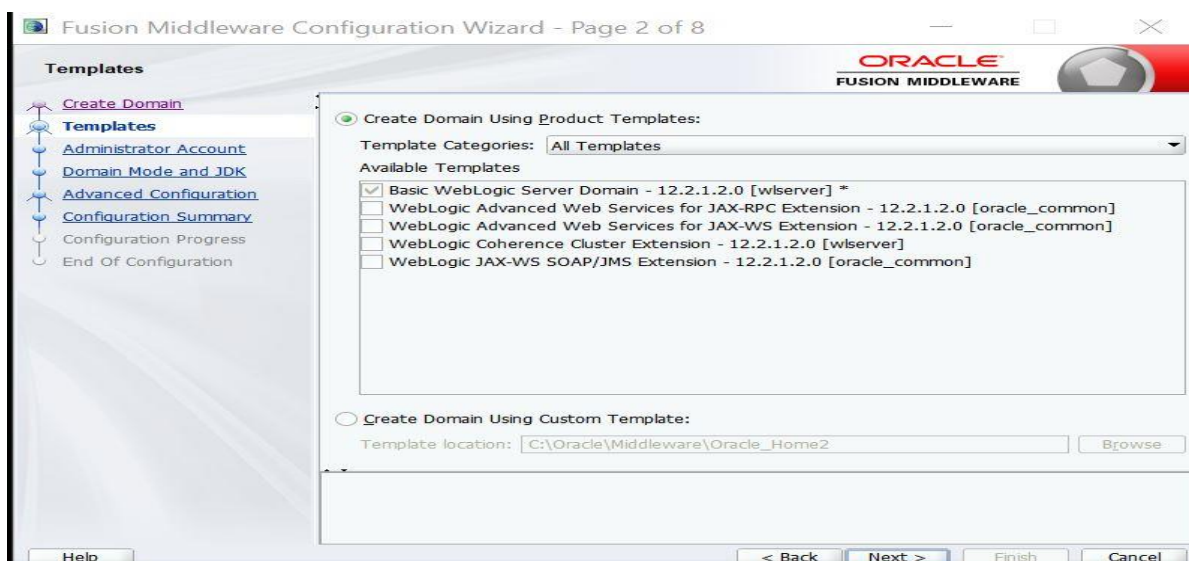 Fusion Middleware Configuration Wizard - Page 2 of 8
Templates
ORACLE
FUSION MIDDLEWARE
Create Domain
Templates
Administrator Account
Domain Mode and JDK
Advanced Configuration
Configuration Summary
Configuration Progress
End Of Configuration
Create Domain Using Product Templates:
Template Categories: All Templates
Available Templates
Basic WebLogic Server Domain - 12.2.1.2.0 [wlserver] *
WebLogic Advanced Web Services for JAX-RPC Extension - 12.2.1.2.0 [oracle_common]
WebLogic Advanced Web Services for JAX-WS Extension - 12.2.1.2.0 [oracle_common]
WebLogic Coherence Cluster Extension - 12.2.1.2.0 [wlserver]
WebLogic JAX-WS SOAP/JMS Extension - 12.2.1.2.0 [oracle_common]
Create Domain Using Custom Template:
Template location: C:\Oracle\Middleware\Oracle_Home2 Browse
Help < Back Next > Finish Cancel